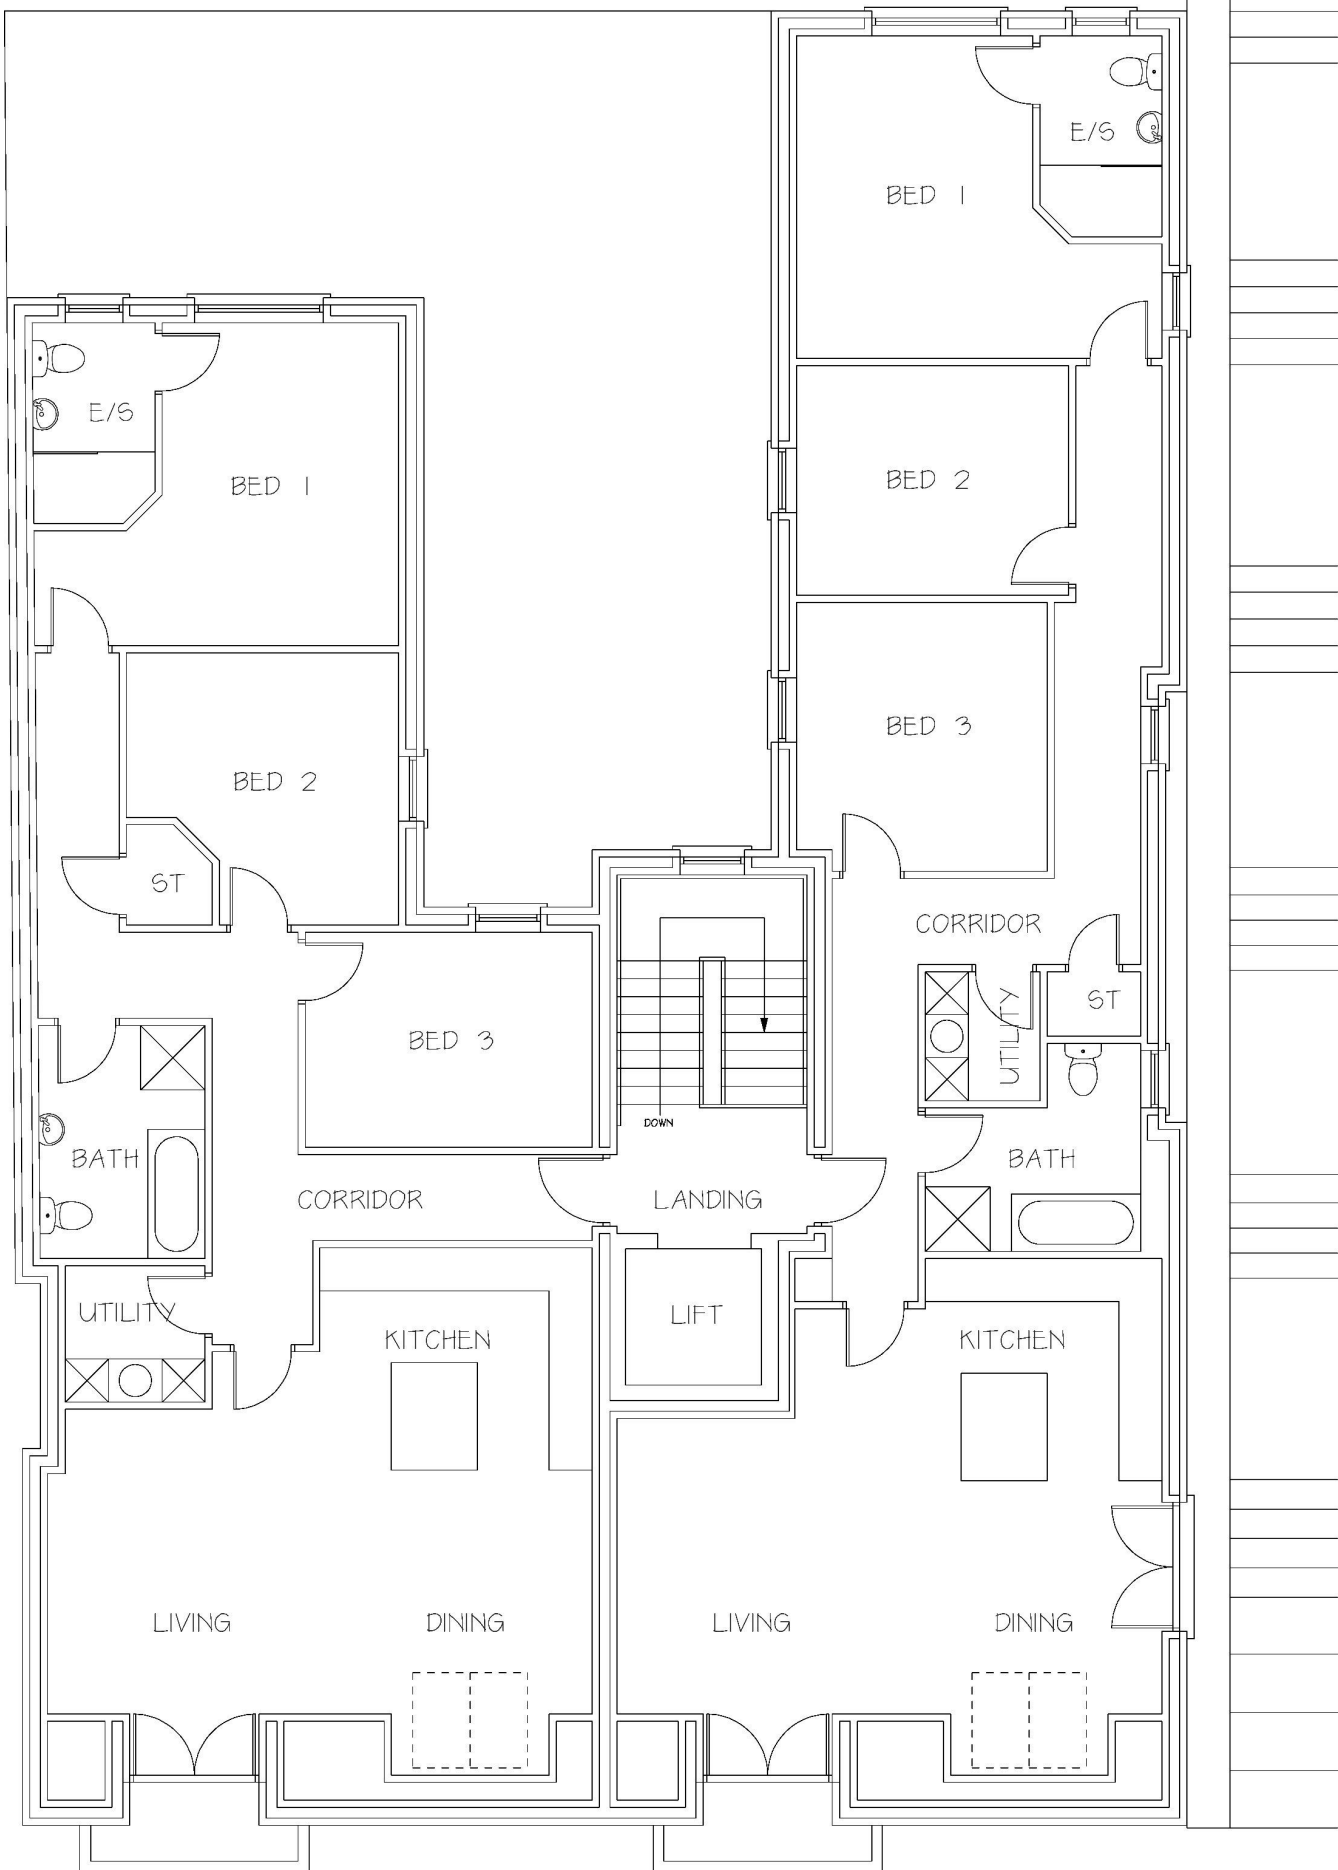 E/S
BED 1
E/S
BED 1
BED 2
BED 3
BED 2
ST
CORRIDOR
ST
UTILITY
BED 3
DOWN
BATH
BATH
CORRIDOR
LANDING
UTILITY
LIFT
KITCHEN
KITCHEN
LIVING
DINING
LIVING
DINING